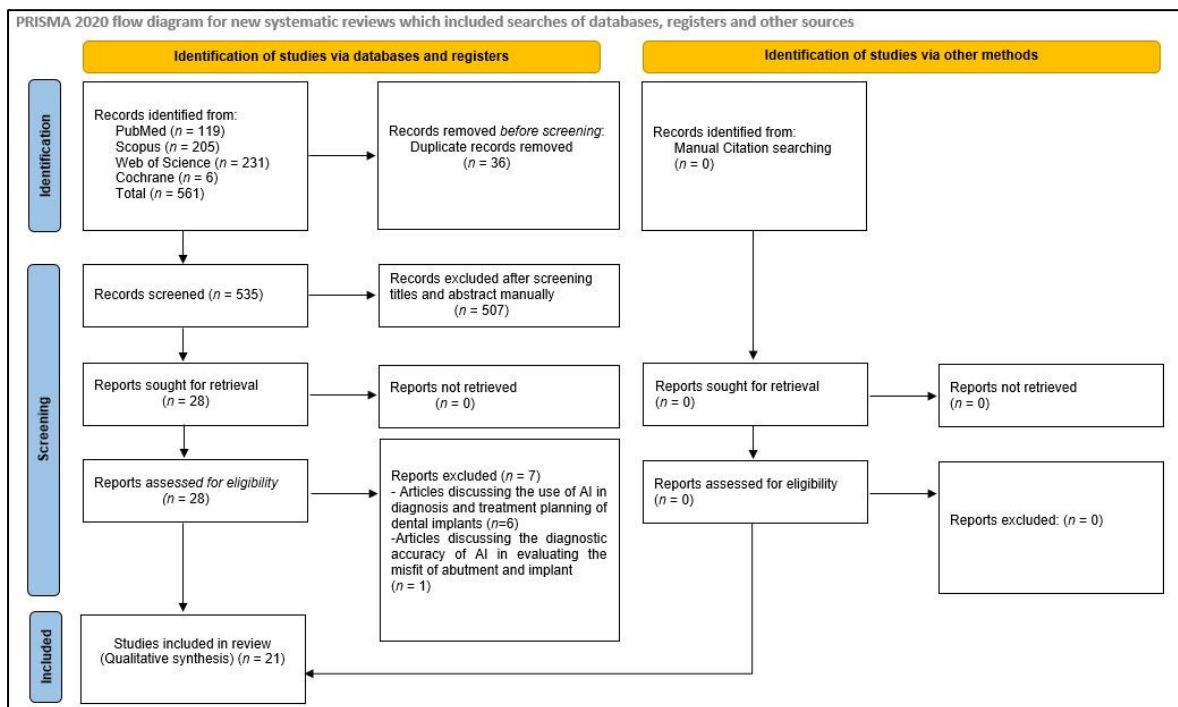 PRISMA 2020 flow diagram for new systematic reviews which included searches of databases, registers and other sources
Identification of studies via databases and registers
Identification of studies via other methods
Identification
Records identified from:
PubMed (n = 119)
Scopus (n = 205)
Web of Science (n = 231)
Cochrane (n = 6)
Total (n = 561)
Records removed before screening:
Duplicate records removed
(n = 36)
Records identified from:
Manual Citation searching
(n = 0)
Screening
Records screened (n = 535)
Records excluded after screening
titles and abstract manually
(n = 507)
Reports sought for retrieval
(n = 28)
Reports not retrieved
(n = 0)
Reports sought for retrieval
(n = 0)
Reports not retrieved
(n = 0)
Reports assessed for eligibility
(n = 28)
Reports excluded (n = 7)
- Articles discussing the use of AI in
diagnosis and treatment planning of
dental implants (n=6)
-Articles discussing the diagnostic
accuracy of AI in evaluating the
misfit of abutment and implant
(n = 1)
Reports assessed for eligibility
(n = 0)
Reports excluded: (n = 0)
Included
Studies included in review
(Qualitative synthesis) (n = 21)